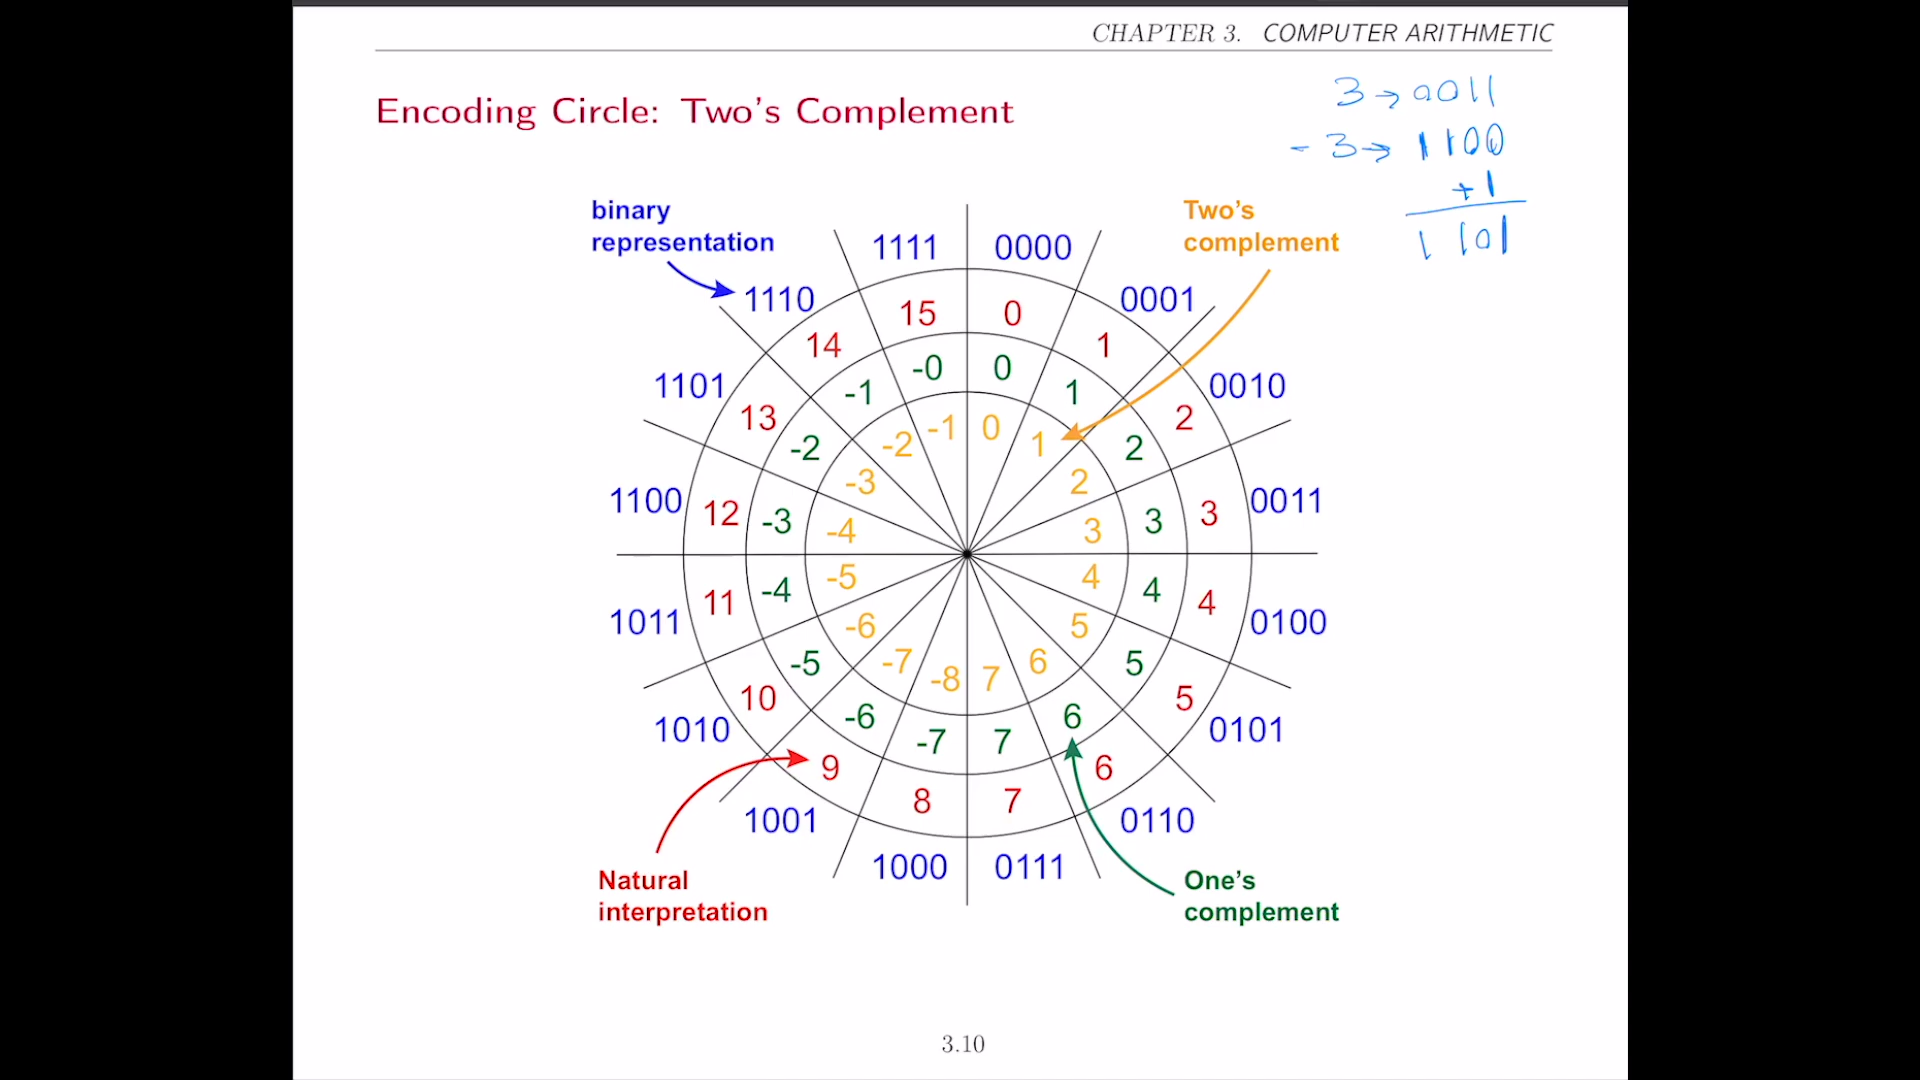 CHAPTER 3. COMPUTER ARITHMETIC
Encoding Circle: Two's Complement
3 → 0011
- 3 → 1100
+1
1101
binary
representation
Two's
complement
1111 0000
1110 0001
15 0
14 1
-0 0
1101 0010
-1 1
13 2
-1 0
-2 1
-2 2
-3 2
1100 0011
12 -3 3 3
-4 3
-5 4
11 -4 4 4
1011 0100
-6 5
-5 5
-7 6
-8 7
10 5
1010 0101
-6 6
-7 7
9 6
8 7
1001 0110
1000 0111
Natural
interpretation
One's
complement
3.10